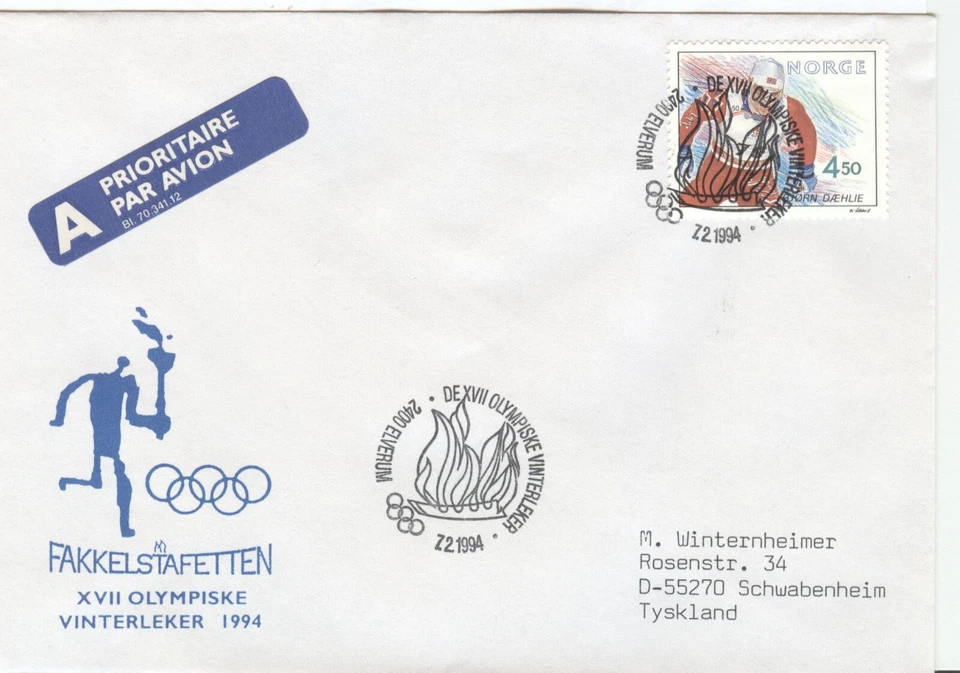 A PRIORITAIRE
PAR AVION
Bl. 70.341.12
NORGE
4 50
ØRN DÆHLIE
2400 ELVERUM • DE XVII OLYMPISKE VINTERLEKER •
7.2.1994
FAKKELSTAFETTEN
XVII OLYMPISKE
VINTERLEKER 1994
2400 ELVERUM • DE XVII OLYMPISKE VINTERLEKER •
7.2.1994
M. Winternheimer
Rosenstr. 34
D-55270 Schwabenheim
Tyskland